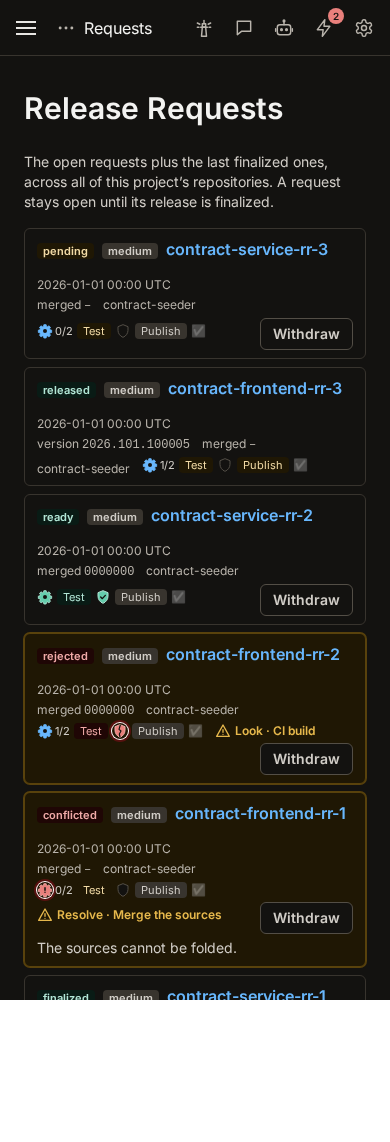 Requests
2
Release Requests
The open requests plus the last finalized ones,
across all of this project's repositories. A request
stays open until its release is finalized.
pending medium contract-service-rr-3
2026-01-01 00:00 UTC
merged – contract-seeder
0/2 Test Publish
Withdraw
released medium contract-frontend-rr-3
2026-01-01 00:00 UTC
version 2026.101.100005 merged –
contract-seeder 1/2 Test Publish
ready medium contract-service-rr-2
2026-01-01 00:00 UTC
merged 0000000 contract-seeder
Test Publish
Withdraw
rejected medium contract-frontend-rr-2
2026-01-01 00:00 UTC
merged 0000000 contract-seeder
1/2 Test Publish Look · CI build
Withdraw
conflicted medium contract-frontend-rr-1
2026-01-01 00:00 UTC
merged – contract-seeder
0/2 Test Publish
Resolve · Merge the sources
Withdraw
The sources cannot be folded.
finalized medium contract-service-rr-1